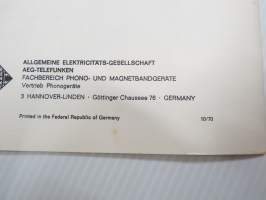 ALLGEMEINE ELEKTRICITÄTS-GESELLSCHAFT
AEG-TELEFUNKEN
FACHBEREICH PHONO- UND MAGNETBANDGERÄTE
Vertrieb Phonogeräte
3 HANNOVER-LINDEN · Göttinger Chaussee 76 · GERMANY
Printed in the Federal Republic of Germany 10/70